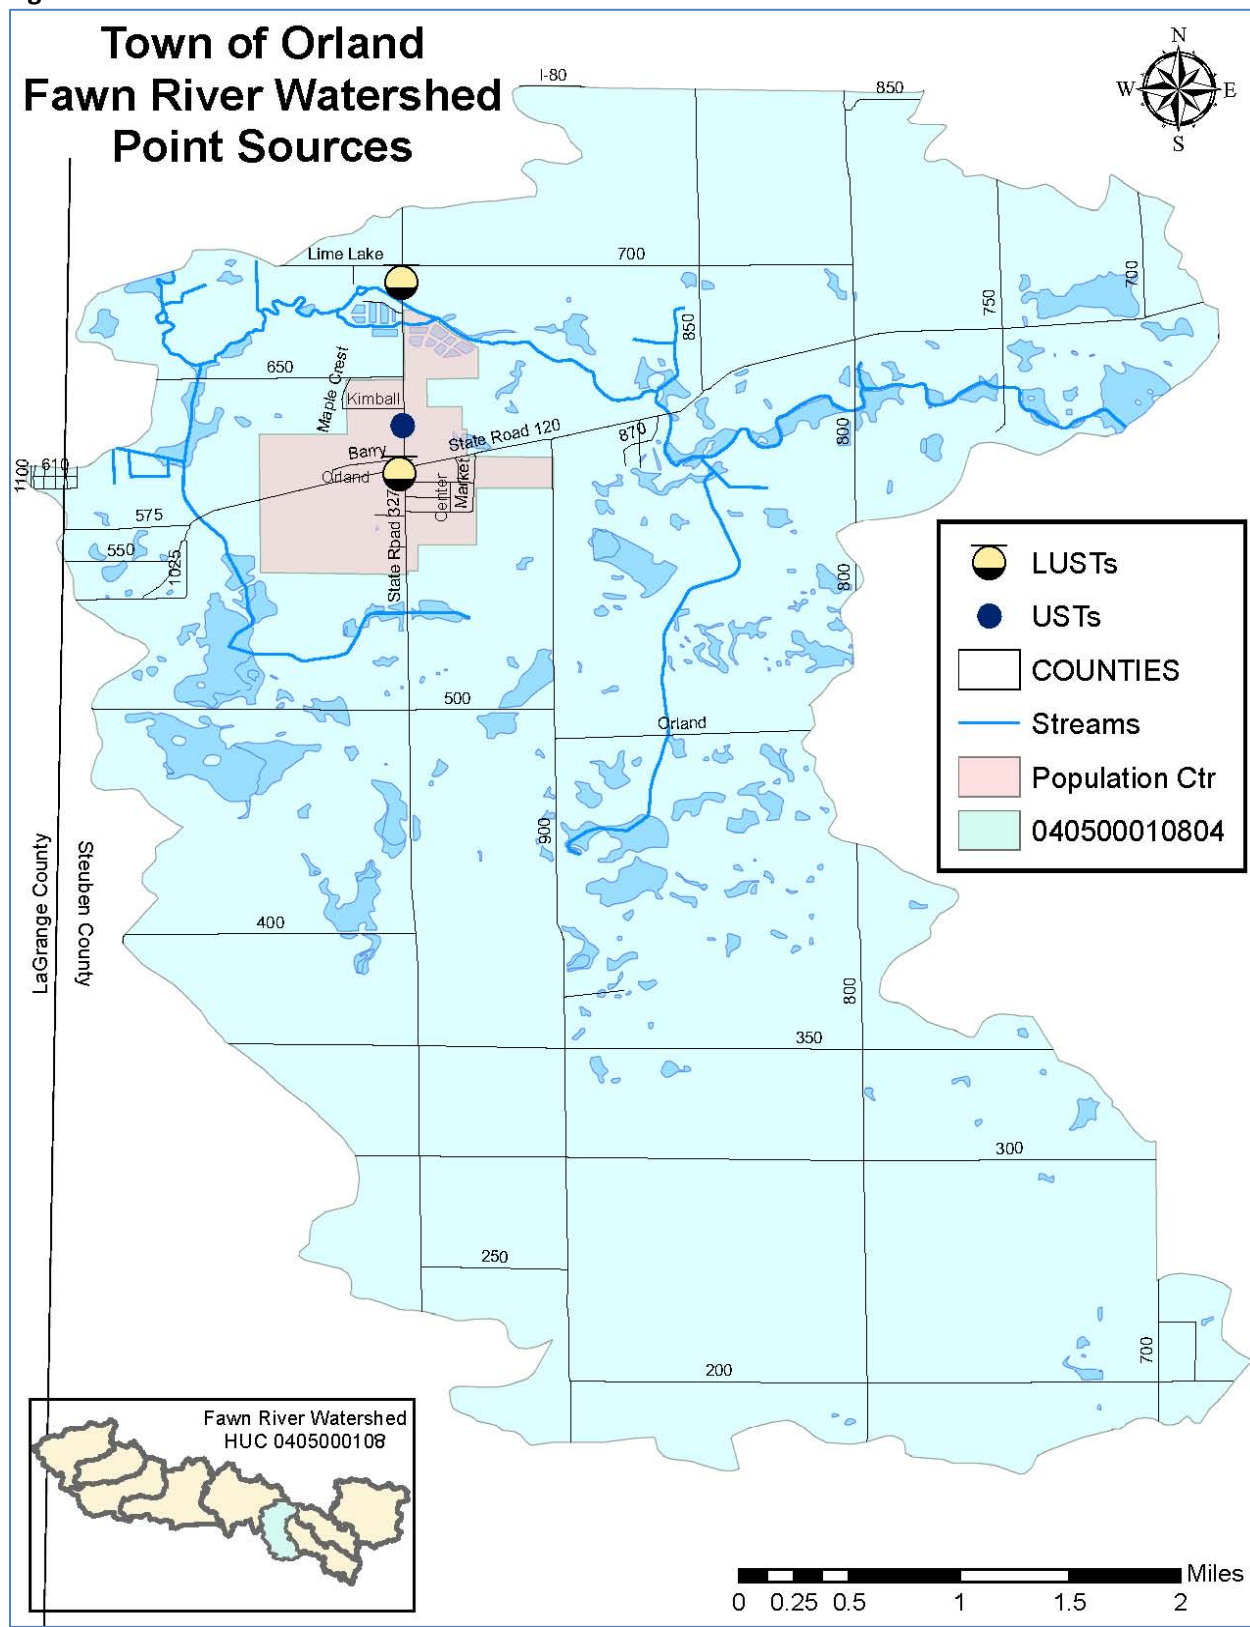 Town of Orland
Fawn River Watershed
Point Sources
N
W
E
S
I-80
850
Lime Lake
700
700
750
850
650
Maple Crest
Kimball
State Road 120
870
800
Barry
Orland
Market
Center
State Road 327
1100
610
575
550
1025
800
LUSTs
USTs
COUNTIES
Streams
Population Ctr
040500010804
500
Orland
900
LaGrange County
Steuben County
400
800
350
300
250
700
200
Fawn River Watershed
HUC 0405000108
Miles
0 0.25 0.5 1 1.5 2